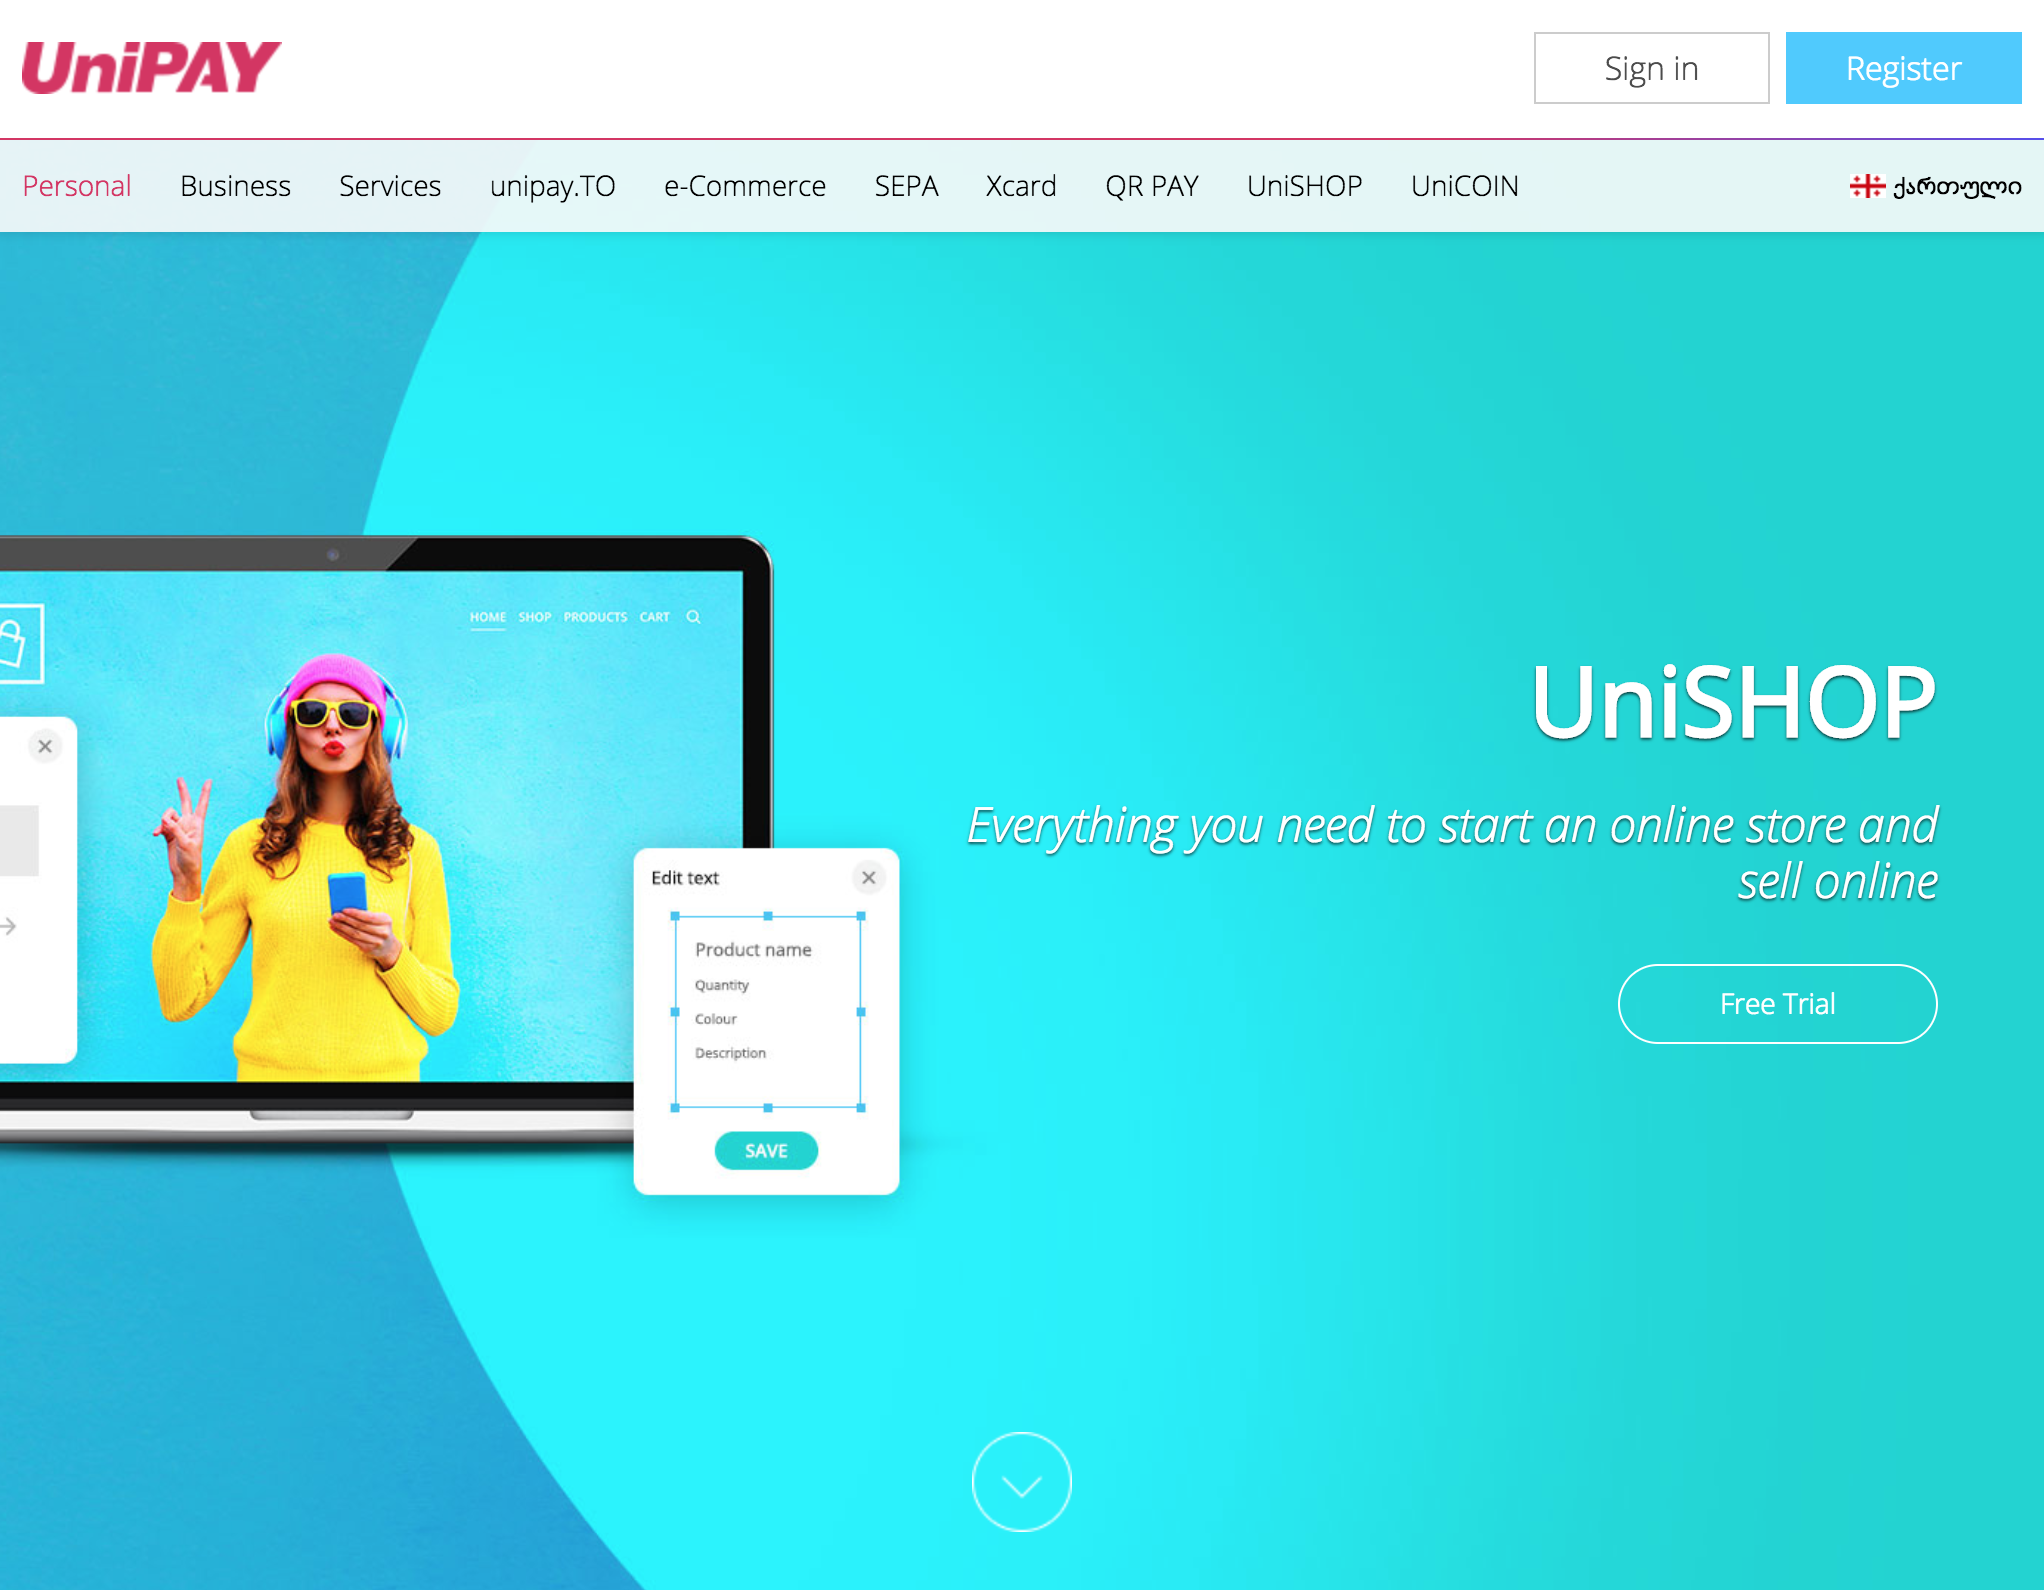 UniPAY
Sign in
Register
Personal
Business
Services
unipay.TO
e-Commerce
SEPA
Xcard
QR PAY
UniSHOP
UniCOIN
ქართული
HOME
SHOP
PRODUCTS
CART
Edit text
Product name
Quantity
Colour
Description
SAVE
UniSHOP
Everything you need to start an online store and
sell online
Free Trial